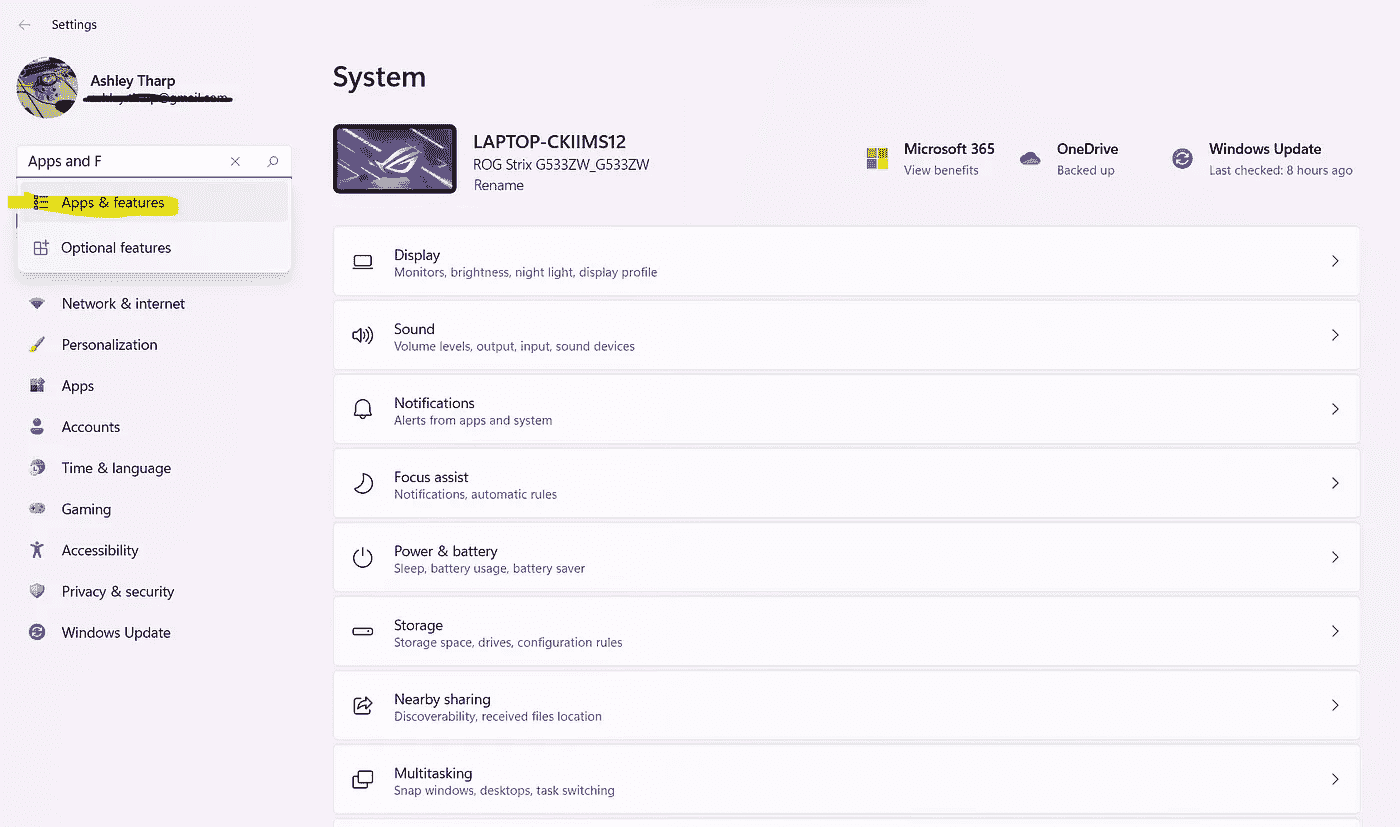 Settings
Ashley Tharp
Apps and F
Apps & features
Optional features
Network & internet
Personalization
Apps
Accounts
Time & language
Gaming
Accessibility
Privacy & security
Windows Update
System
LAPTOP-CKIIMS12
ROG Strix G533ZW_G533ZW
Rename
Microsoft 365
View benefits
OneDrive
Backed up
Windows Update
Last checked: 8 hours ago
Display
Monitors, brightness, night light, display profile
Sound
Volume levels, output, input, sound devices
Notifications
Alerts from apps and system
Focus assist
Notifications, automatic rules
Power & battery
Sleep, battery usage, battery saver
Storage
Storage space, drives, configuration rules
Nearby sharing
Discoverability, received files location
Multitasking
Snap windows, desktops, task switching